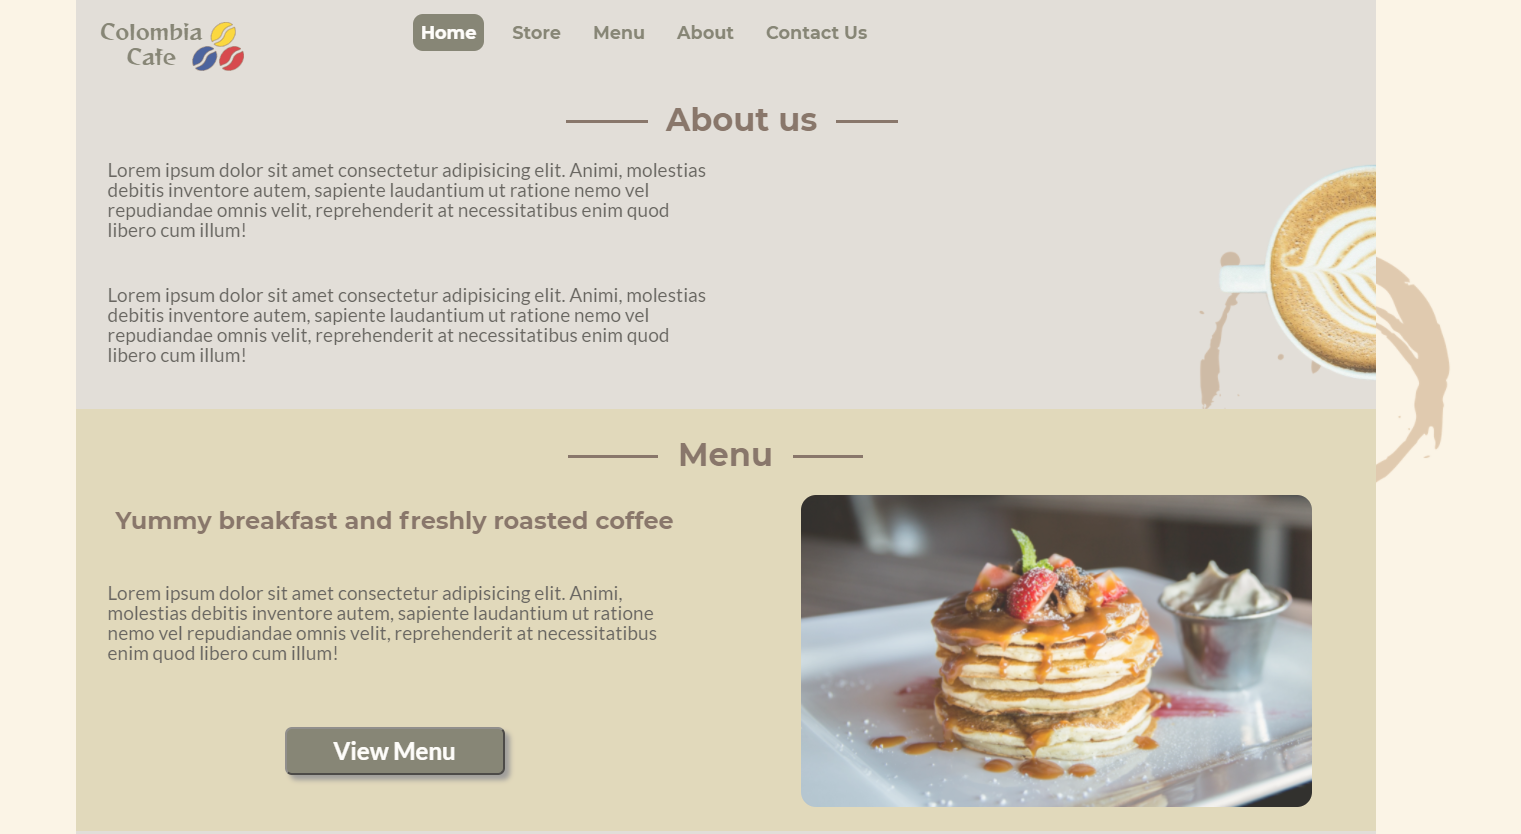 Colombia
Cafe
Home Store Menu About Contact Us
About us
Lorem ipsum dolor sit amet consectetur adipisicing elit. Animi, molestias
debitis inventore autem, sapiente laudantium ut ratione nemo vel
repudiandae omnis velit, reprehenderit at necessitatibus enim quod
libero cum illum!
Lorem ipsum dolor sit amet consectetur adipisicing elit. Animi, molestias
debitis inventore autem, sapiente laudantium ut ratione nemo vel
repudiandae omnis velit, reprehenderit at necessitatibus enim quod
libero cum illum!
Menu
Yummy breakfast and freshly roasted coffee
Lorem ipsum dolor sit amet consectetur adipisicing elit. Animi,
molestias debitis inventore autem, sapiente laudantium ut ratione
nemo vel repudiandae omnis velit, reprehenderit at necessitatibus
enim quod libero cum illum!
View Menu